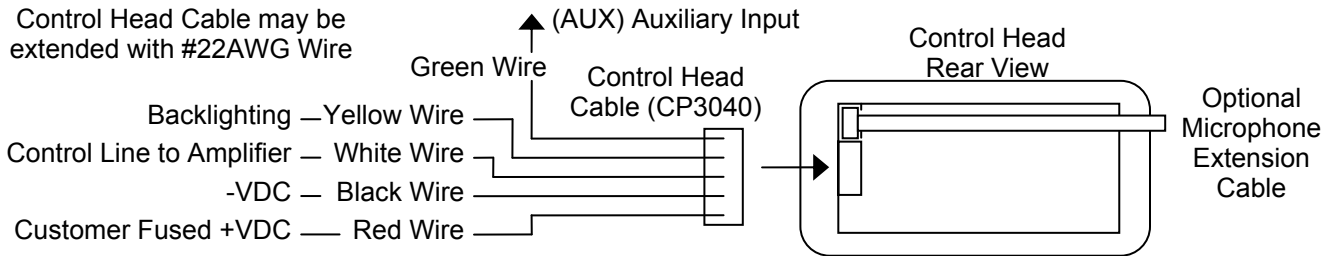 Control Head Cable may be
extended with #22AWG Wire
(AUX) Auxiliary Input
Green Wire
Control Head
Cable (CP3040)
Control Head
Rear View
Optional
Microphone
Extension
Cable
Backlighting — Yellow Wire
Control Line to Amplifier — White Wire
-VDC — Black Wire
Customer Fused +VDC — Red Wire